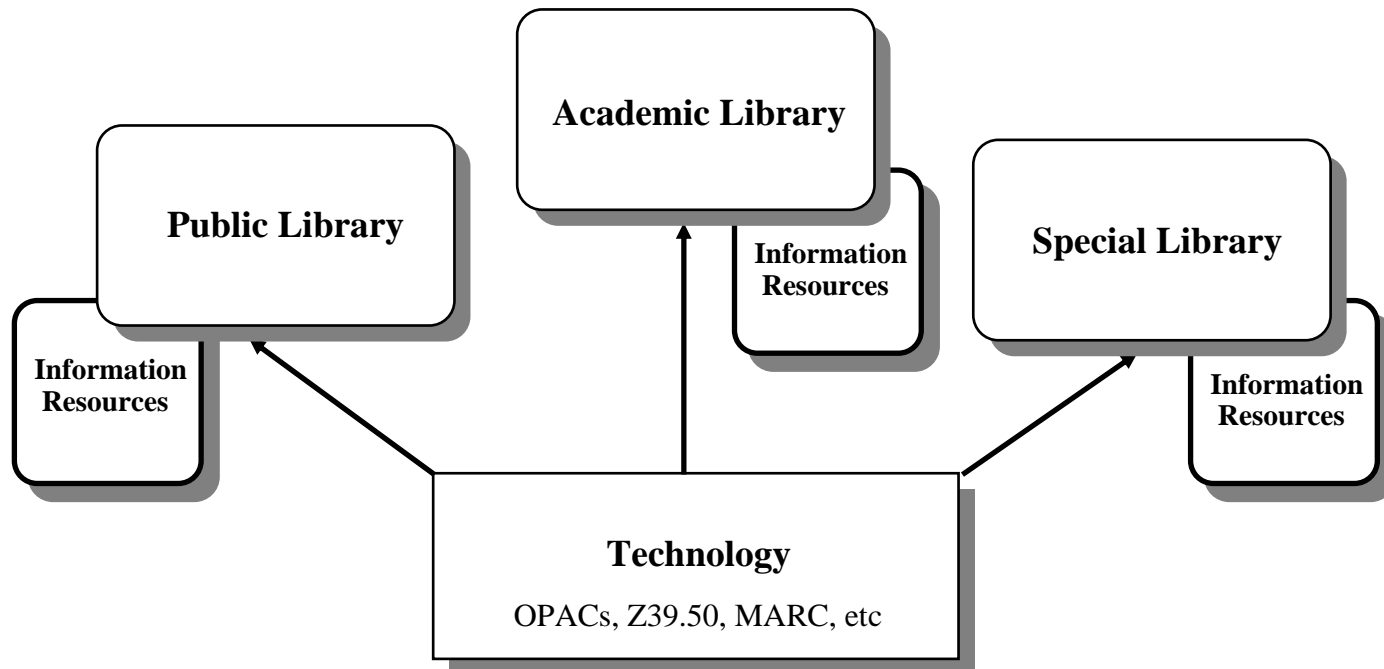 Academic Library
Public Library
Special Library
Information
Resources
Information
Resources
Information
Resources
Technology
OPACs, Z39.50, MARC, etc